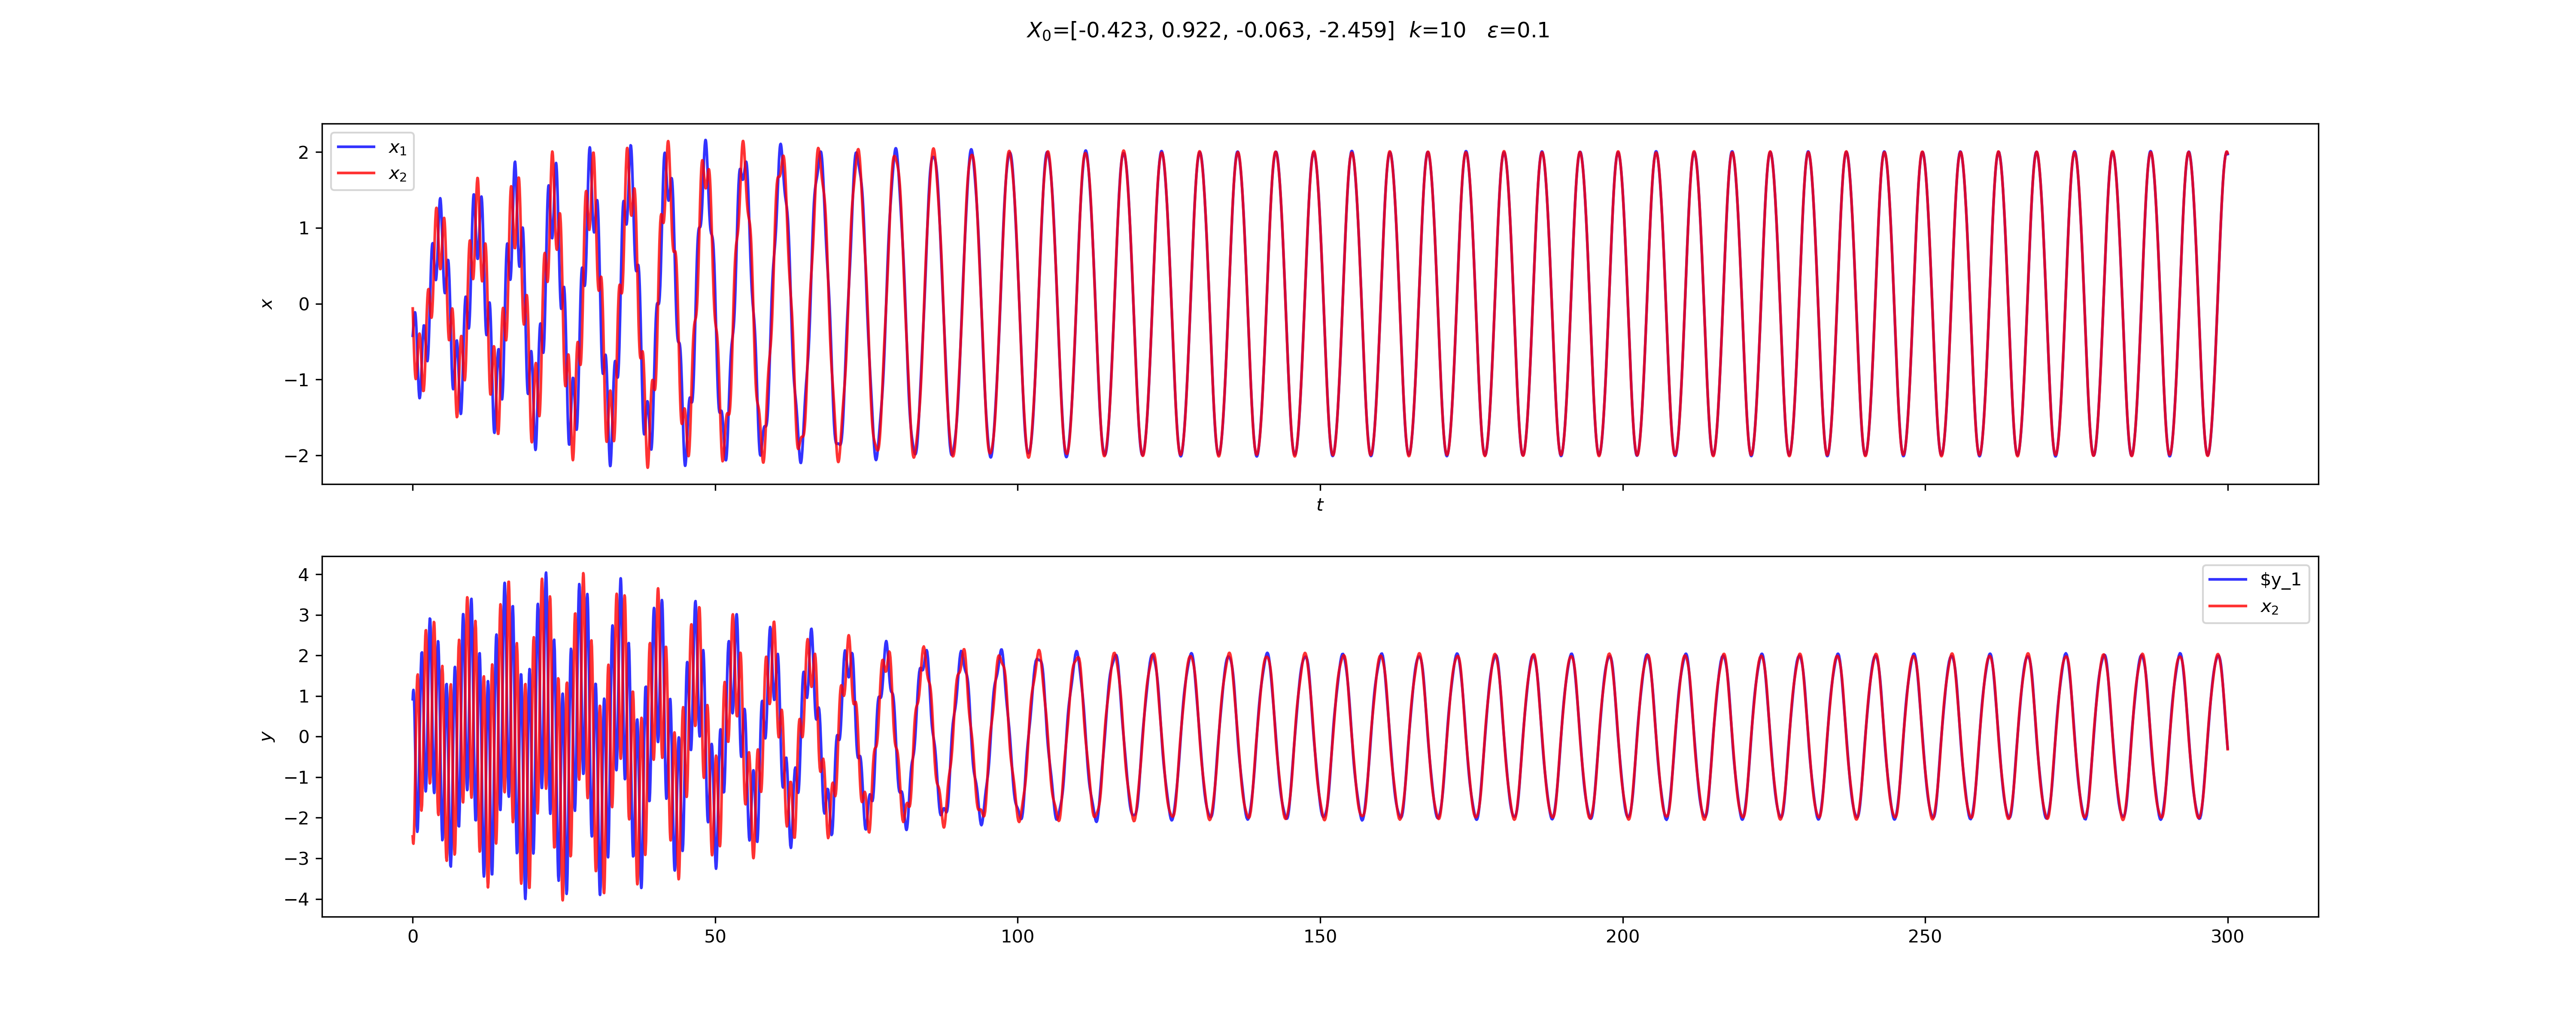 X₀=[-0.423, 0.922, -0.063, -2.459] k=10 ε=0.1
x₁
x₂
2
1
0
−1
−2
x
t
$y_1
x₂
4
3
2
1
0
−1
−2
−3
−4
y
0 50 100 150 200 250 300